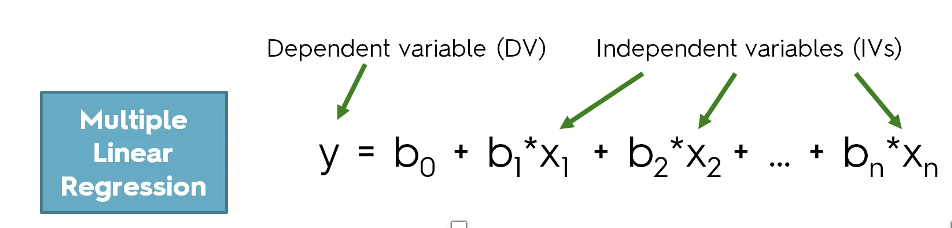 Dependent variable (DV) Independent variables (IVs)
Multiple
Linear
Regression
y = b₀ + b₁*x₁ + b₂*x₂ + ... + bₙ*xₙ